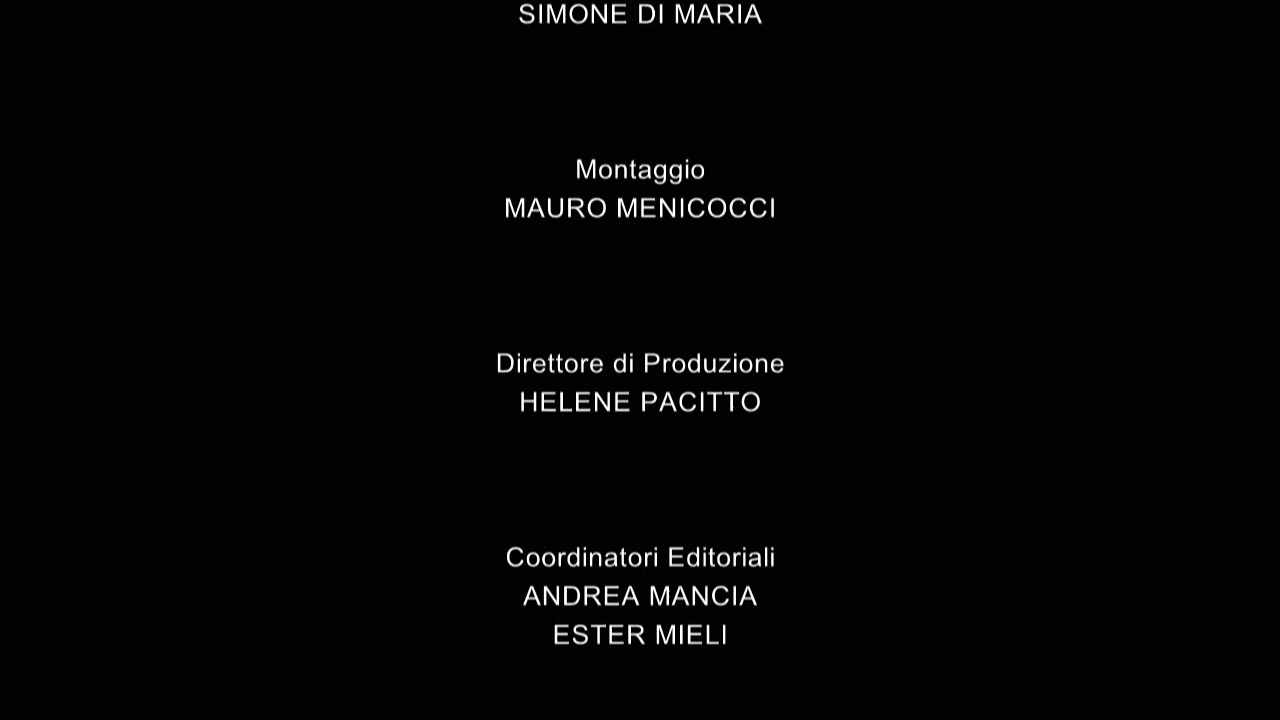 SIMONE DI MARIA
Montaggio
MAURO MENICOCCI
Direttore di Produzione
HELENE PACITTO
Coordinatori Editoriali
ANDREA MANCIA
ESTER MIELI